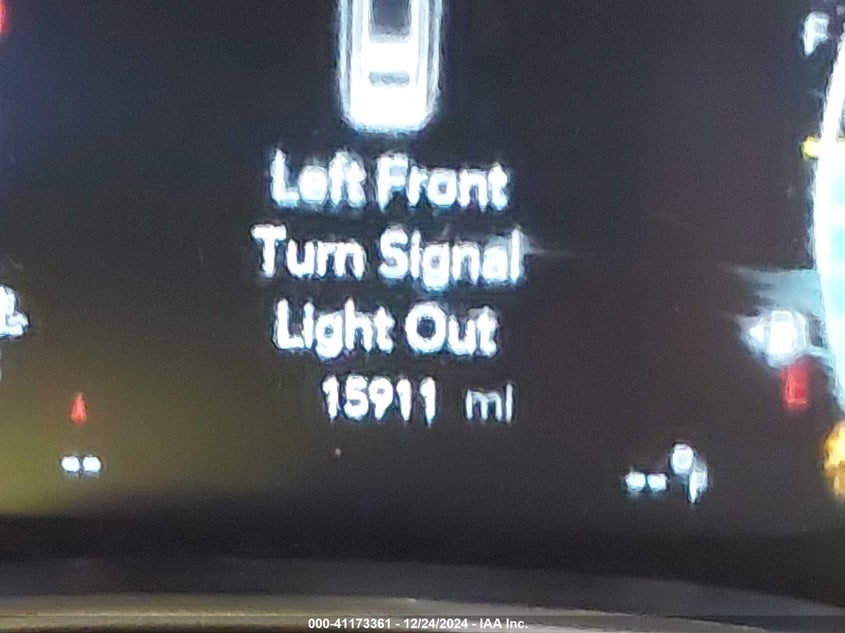 F
Left Front
Turn Signal
Light Out
15911 mi
-- °F
000-41173361 - 12/24/2024 - IAA Inc.